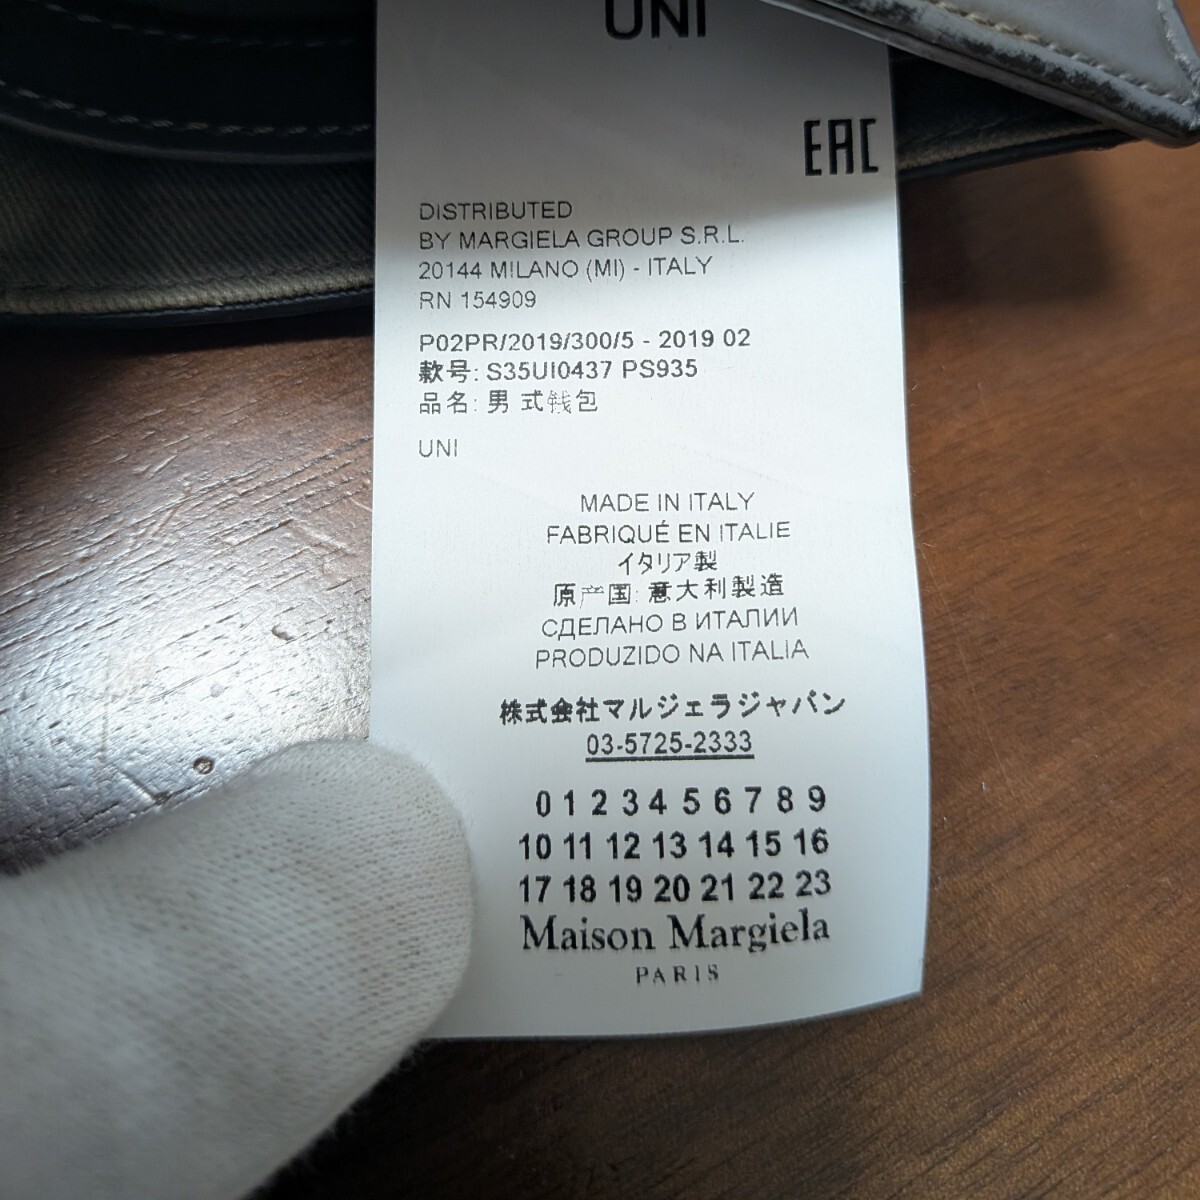 UNI
EAC
DISTRIBUTED
BY MARGIELA GROUP S.R.L.
20144 MILANO (MI) - ITALY
RN 154909
P02PR/2019/300/5 - 2019 02
款号: S35UI0437 PS935
品名: 男 式钱包
UNI
MADE IN ITALY
FABRIQUÉ EN ITALIE
イタリア製
原产国: 意大利製造
СДЕЛАНО В ИТАЛИИ
PRODUZIDO NA ITALIA
株式会社マルジェラジャパン
03-5725-2333
0 1 2 3 4 5 6 7 8 9
10 11 12 13 14 15 16
17 18 19 20 21 22 23
Maison Margiela
PARIS